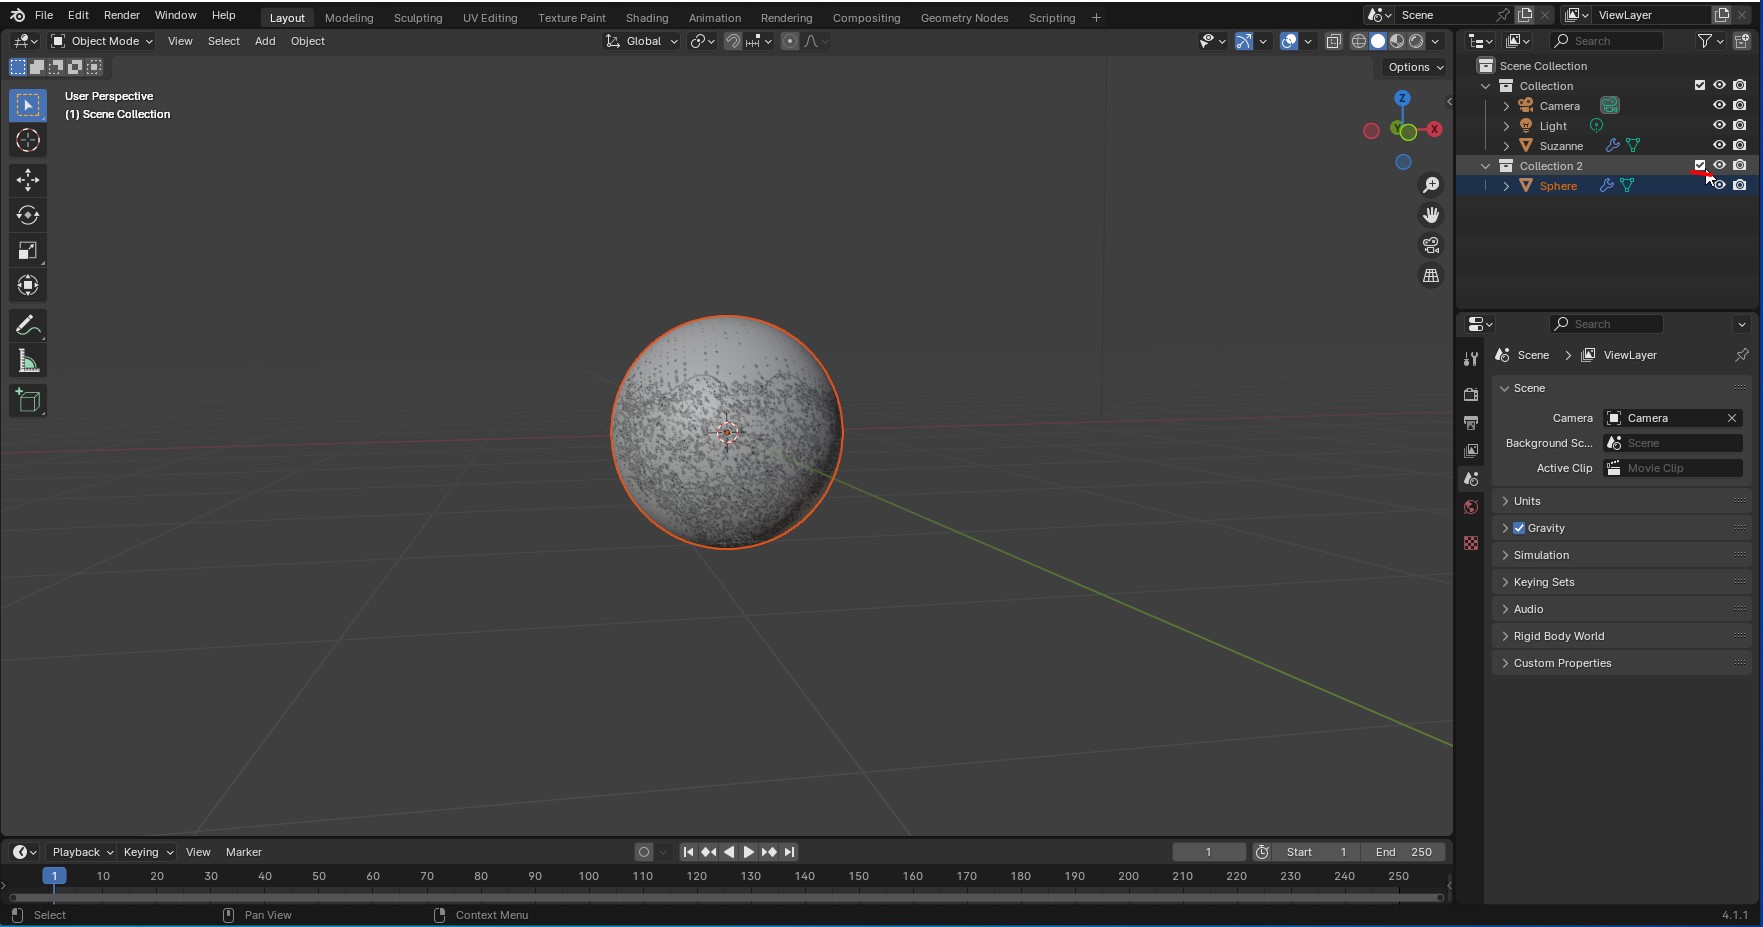 File Edit Render Window Help Layout Modeling Sculpting UV Editing Texture Paint Shading Animation Rendering Compositing Geometry Nodes Scripting + Scene ViewLayer
Object Mode View Select Add Object Global Search
Options
User Perspective
(1) Scene Collection
Z
Y
X
Scene Collection
Collection
Camera
Light
Suzanne
Collection 2
Sphere
Search
Scene > ViewLayer
Scene
Camera Camera
Background Sc... Scene
Active Clip Movie Clip
Units
Gravity
Simulation
Keying Sets
Audio
Rigid Body World
Custom Properties
Playback Keying View Marker 1 Start 1 End 250
1 10 20 30 40 50 60 70 80 90 100 110 120 130 140 150 160 170 180 190 200 210 220 230 240 250
Select Pan View Context Menu 4.1.1